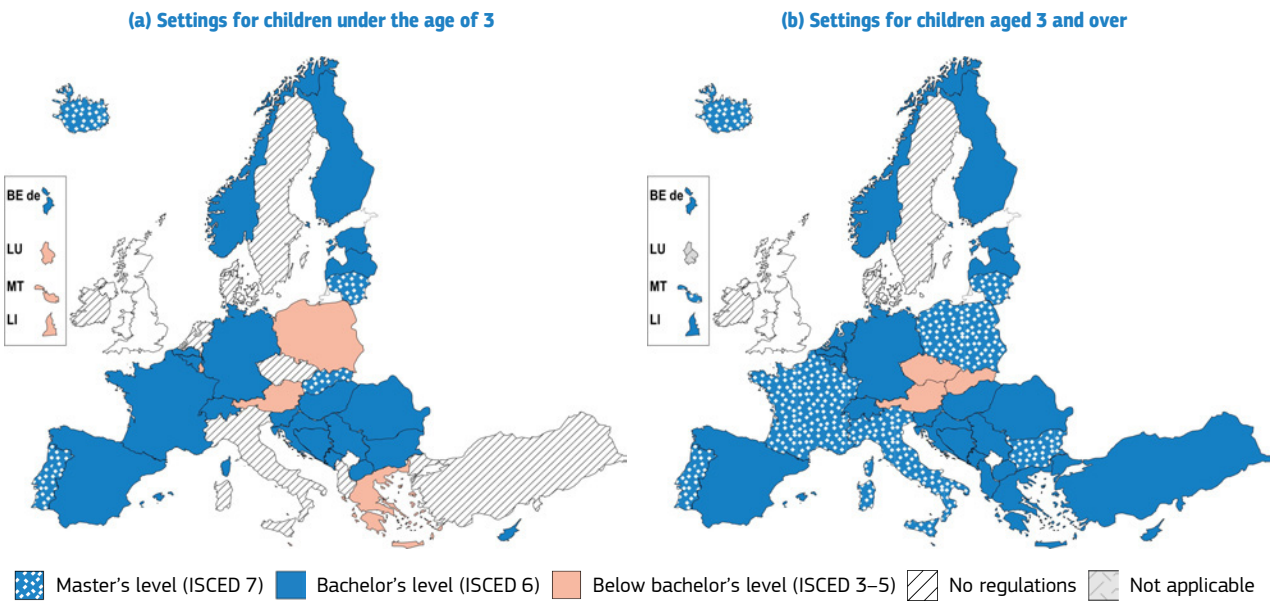 (a) Settings for children under the age of 3
(b) Settings for children aged 3 and over
BE de
LU
MT
LI
BE de
LU
MT
LI
Master's level (ISCED 7)
Bachelor's level (ISCED 6)
Below bachelor's level (ISCED 3–5)
No regulations
Not applicable